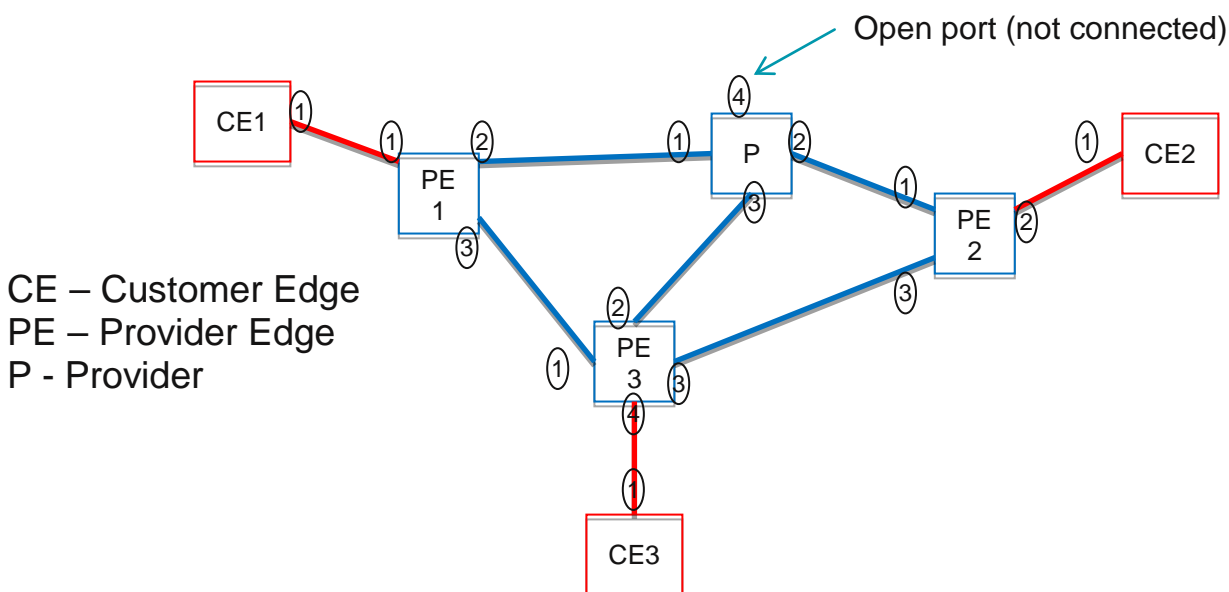 Open port (not connected)
4
CE1
1
1
2
1
P
2
1
CE2
PE
1
3
3
1
PE
2
2
3
CE – Customer Edge
PE – Provider Edge
P - Provider
2
PE
3
1
3
4
1
CE3